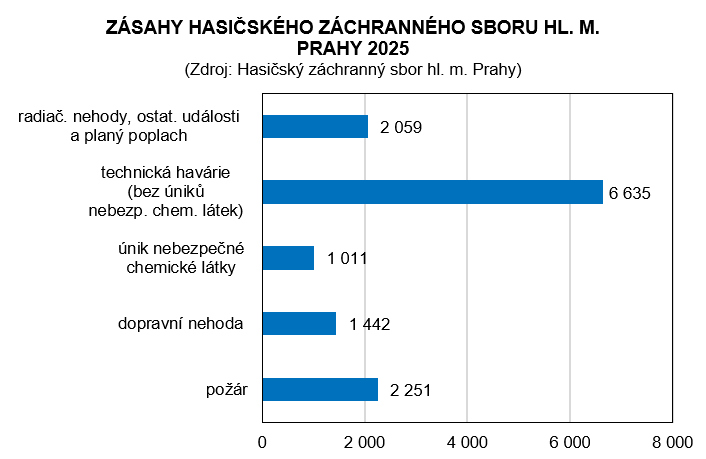 ZÁSAHY HASIČSKÉHO ZÁCHRANNÉHO SBORU HL. M.
PRAHY 2025
(Zdroj: Hasičský záchranný sbor hl. m. Prahy)
radiač. nehody, ostat. události
a planý poplach
2 059
technická havárie
(bez úniků
nebezp. chem. látek)
6 635
únik nebezpečné
chemické látky
1 011
dopravní nehoda
1 442
požár
2 251
0
2 000
4 000
6 000
8 000